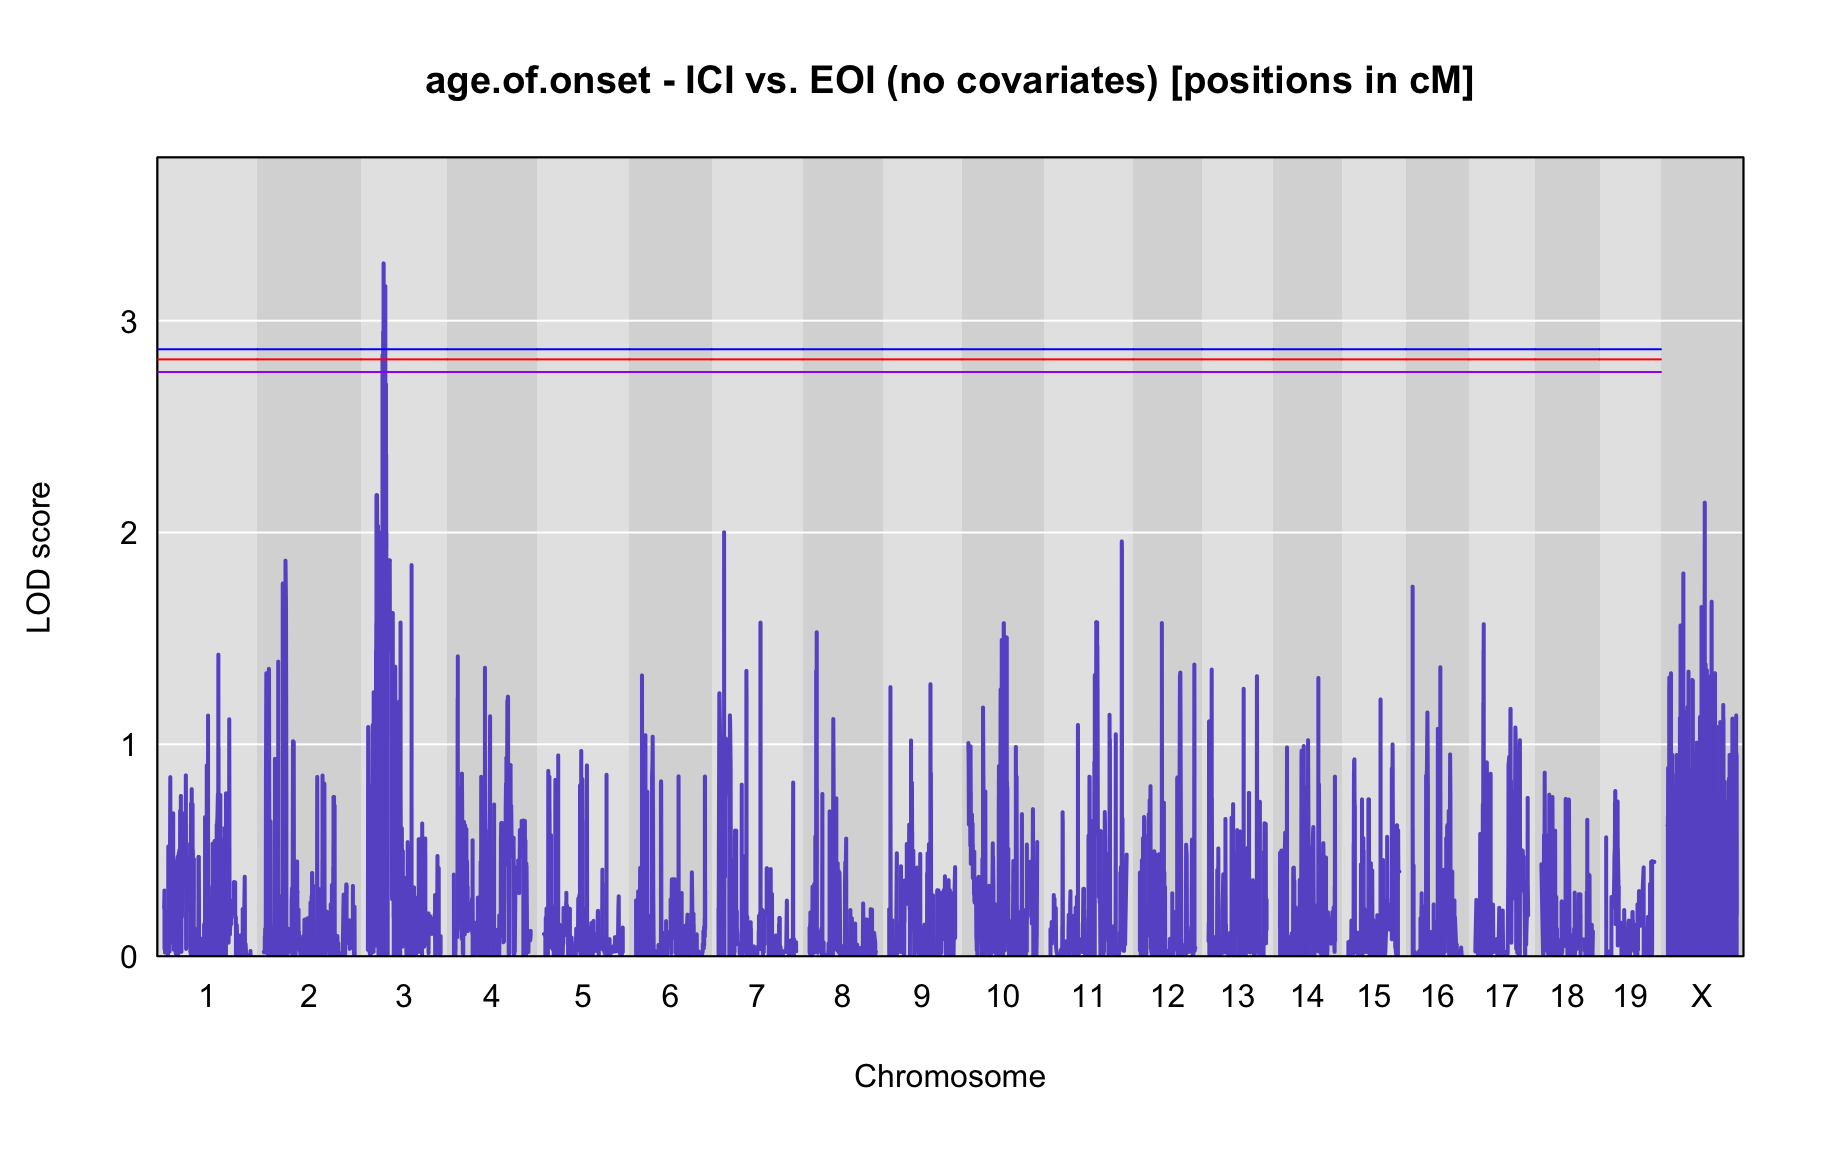 age.of.onset - ICI vs. EOI (no covariates) [positions in cM]
LOD score
3
2
1
0
1 2 3 4 5 6 7 8 9 10 11 12 13 14 15 16 17 18 19 X
Chromosome